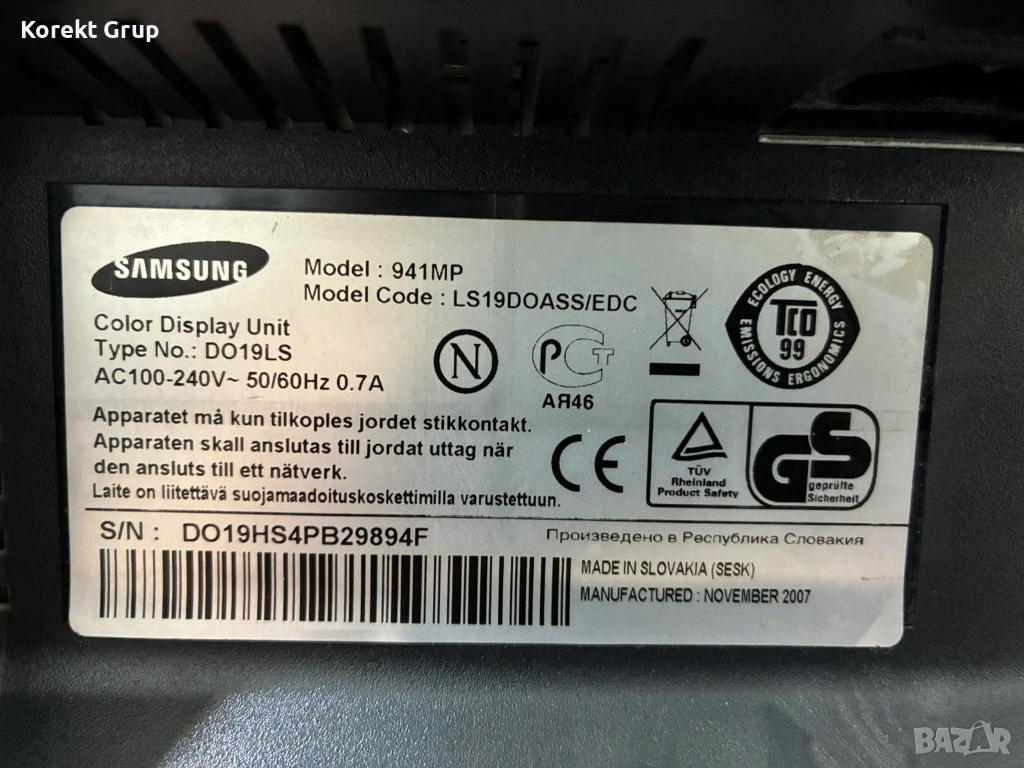 Korekt Grup
SAMSUNG
Model : 941MP
Model Code : LS19DOASS/EDC
Color Display Unit
Type No.: DO19LS
AC100-240V~ 50/60Hz 0.7A
N
РСТ
АЯ46
ECOLOGY ENERGY
TCO
99
EMISSIONS ERGONOMICS
Apparatet må kun tilkoples jordet stikkontakt.
Apparaten skall anslutas till jordat uttag när
den ansluts till ett nätverk.
Laite on liitettävä suojamaadoituskoskettimilla varustettuun.
CE
TÜV
Rheinland
Product Safety
GS
geprüfte
Sicherheit
S/N : DO19HS4PB29894F
Произведено в Республика Словакия
MADE IN SLOVAKIA (SESK)
MANUFACTURED : NOVEMBER 2007
BAZAR